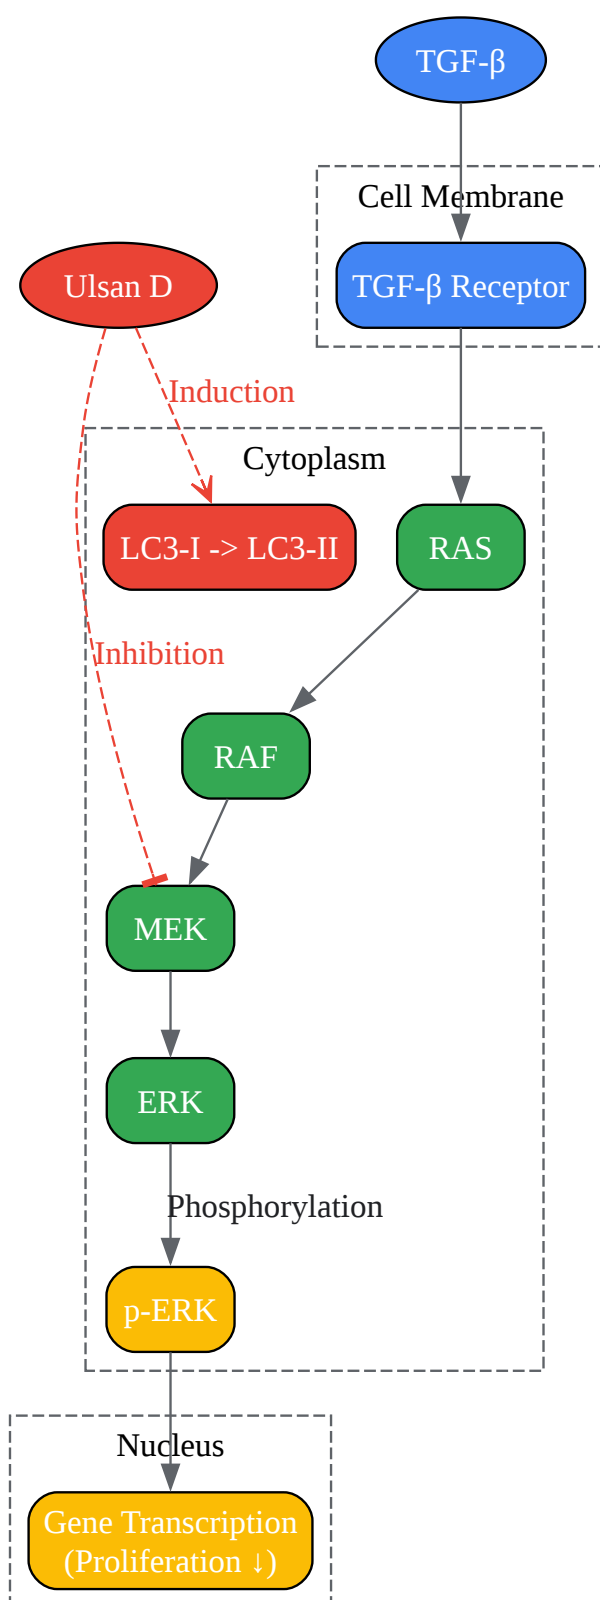 TGF-β
Cell Membrane
TGF-β Receptor
Ulsan D
Induction
Cytoplasm
LC3-I -> LC3-II
RAS
Inhibition
RAF
MEK
ERK
Phosphorylation
p-ERK
Nucleus
Gene Transcription
(Proliferation ↓)